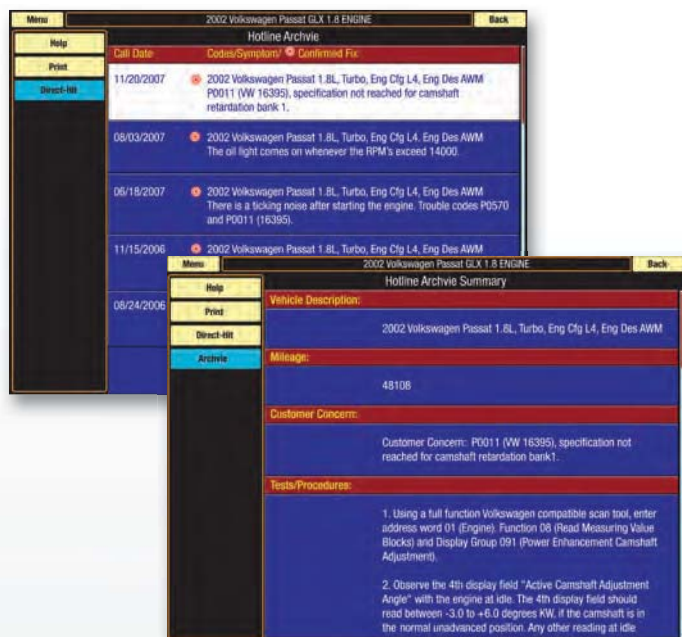 Menu 2002 Volkswagen Passat GLX 1.8 ENGINE Back
Help
Print
Direct-Hit
Hotline Archvie
Call Date Codes/Symptom/ Confirmed Fix:
11/20/2007 2002 Volkswagen Passat 1.8L, Turbo, Eng Cfg L4, Eng Des AWM
P0011 (VW 16395), specification not reached for camshaft
retardation bank 1.
08/03/2007 2002 Volkswagen Passat 1.8L, Turbo, Eng Cfg L4, Eng Des AWM
The oil light comes on whenever the RPM's exceed 14000.
06/18/2007 2002 Volkswagen Passat 1.8L, Turbo, Eng Cfg L4, Eng Des AWM
There is a ticking noise after starting the engine. Trouble codes P0570
and P0011 (16395).
11/15/2006 2002 Volkswagen Passat 1.8L, Turbo, Eng Cfg L4, Eng Des AWM
08/24/2006
Menu 2002 Volkswagen Passat GLX 1.8 ENGINE Back
Help
Print
Direct-Hit
Archvie
Hotline Archvie Summary
Vehicle Description:
2002 Volkswagen Passat 1.8L, Turbo, Eng Cfg L4, Eng Des AWM
Mileage:
48108
Customer Concern:
Customer Concern: P0011 (VW 16395), specification not
reached for camshaft retardation bank1.
Tests/Procedures:
1. Using a full function Volkswagen compatible scan tool, enter
address word 01 (Engine). Function 08 (Read Measuring Value
Blocks) and Display Group 091 (Power Enhancement Camshaft
Adjustment).
2. Observe the 4th display field "Active Camshaft Adjustment
Angle" with the engine at idle. The 4th display field should
read between -3.0 to +6.0 degrees KW, if the camshaft is in
the normal unadvanced position. Any other reading at idle